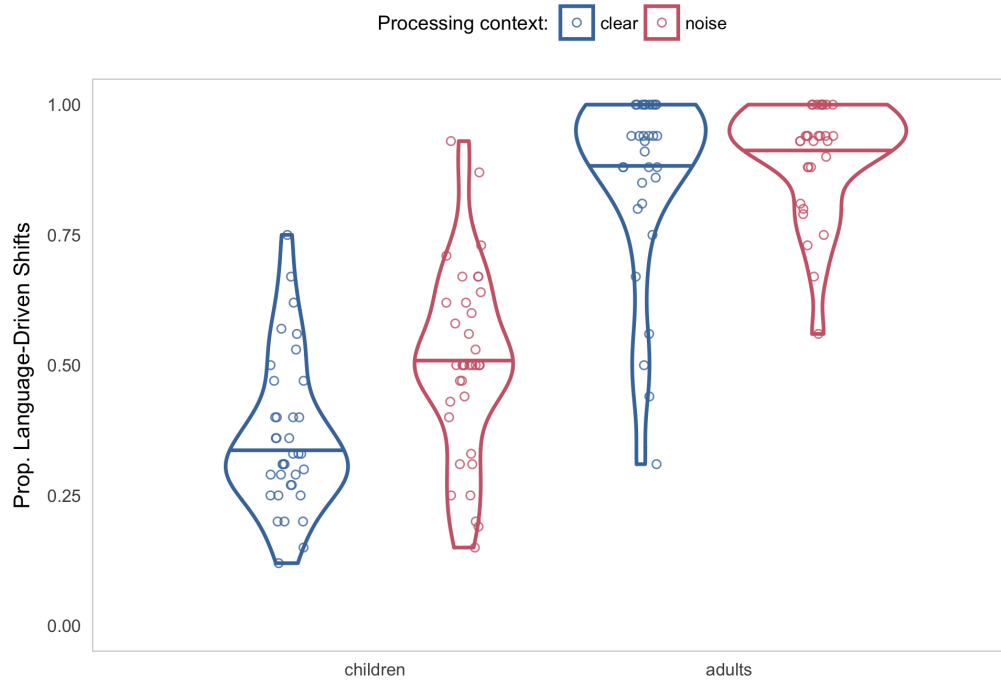 Processing context: clear noise
Prop. Language-Driven Shifts
1.00
0.75
0.50
0.25
0.00
children adults